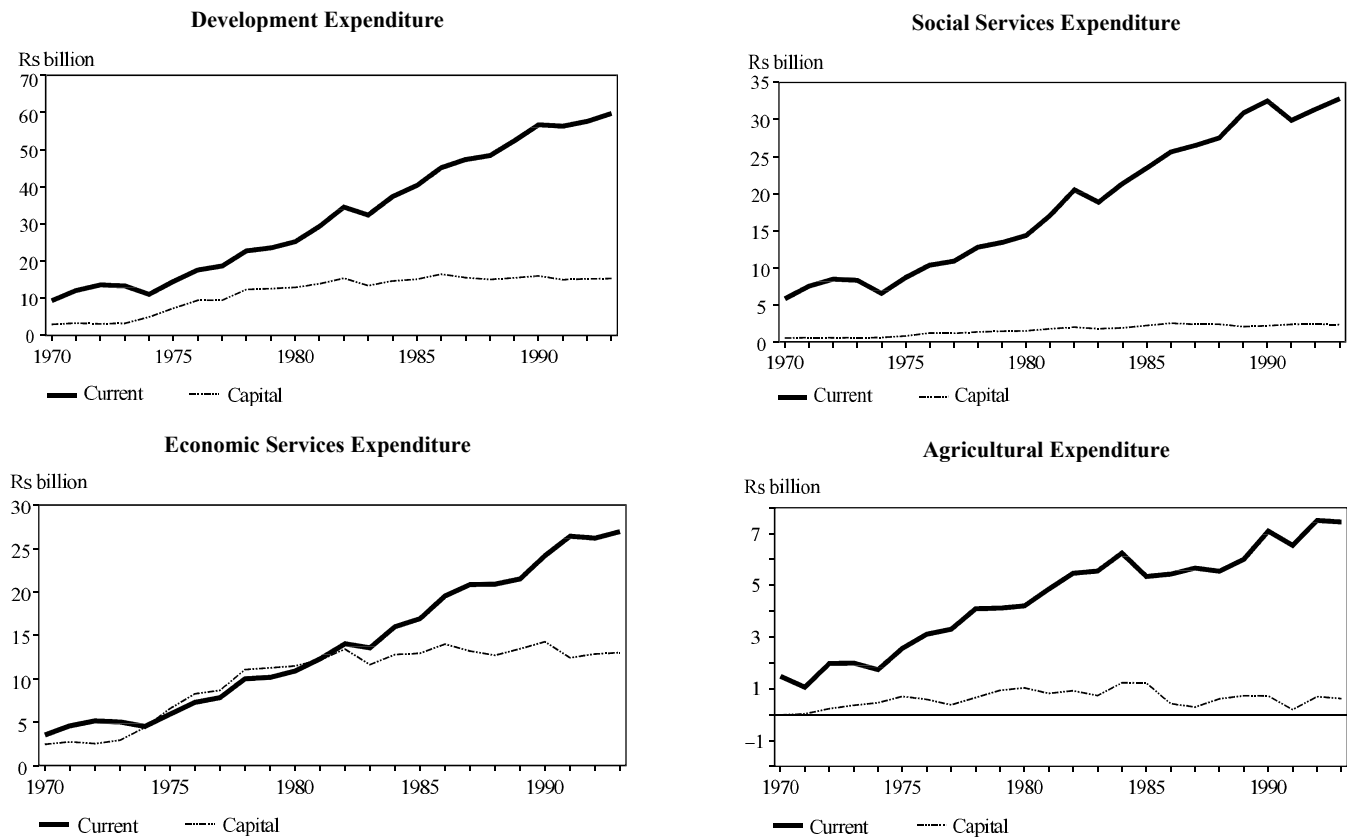 Development Expenditure
Rs billion
70
60
50
40
30
20
10
0
1970 1975 1980 1985 1990
Current Capital
Social Services Expenditure
Rs billion
35
30
25
20
15
10
5
0
1970 1975 1980 1985 1990
Current Capital
Economic Services Expenditure
Rs billion
30
25
20
15
10
5
0
1970 1975 1980 1985 1990
Current Capital
Agricultural Expenditure
Rs billion
7
5
3
1
–1
1970 1975 1980 1985 1990
Current Capital